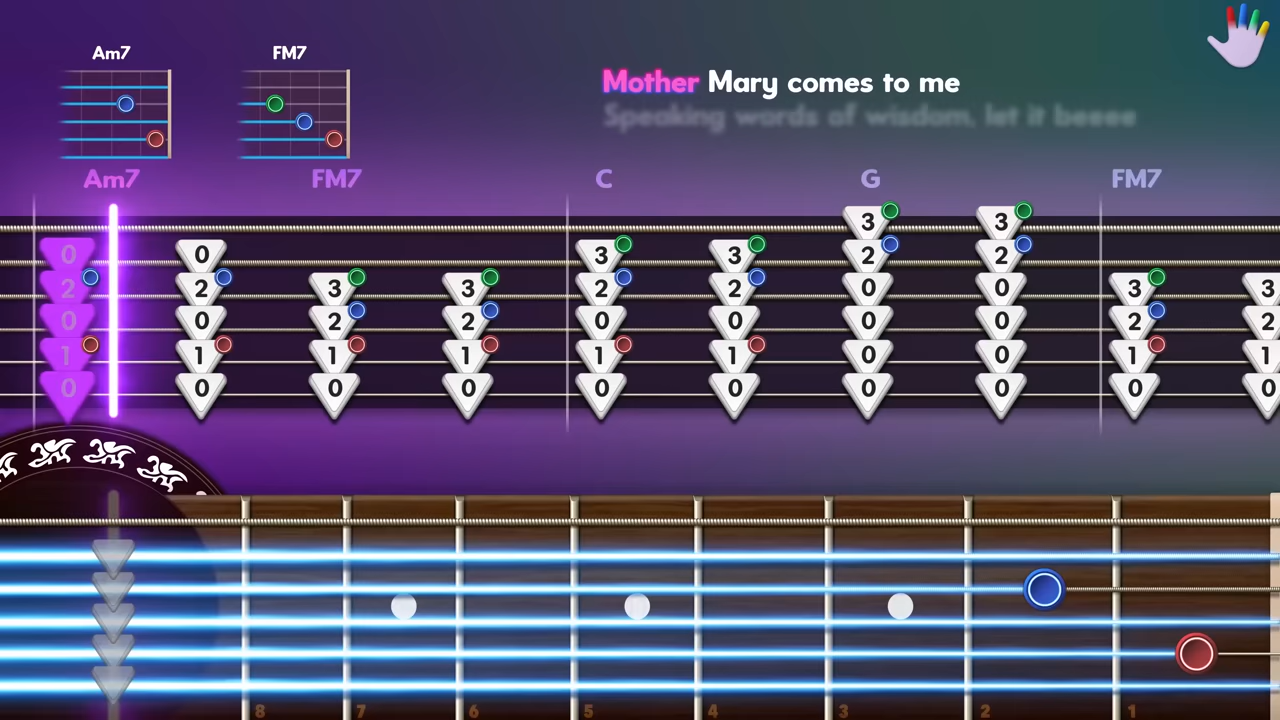 Am7 FM7
Mother Mary comes to me
Speaking words of wisdom, let it beeee
Am7 FM7 C G FM7
3 3
0 0 3 3 2 2
2 2 3 3 2 2 0 0 3 3
0 0 2 2 0 0 0 0 2 2
1 1 1 1 1 1 0 0 1 1
0 0 0 0 0 0 0 0 0 0
8 7 6 5 4 3 2 1